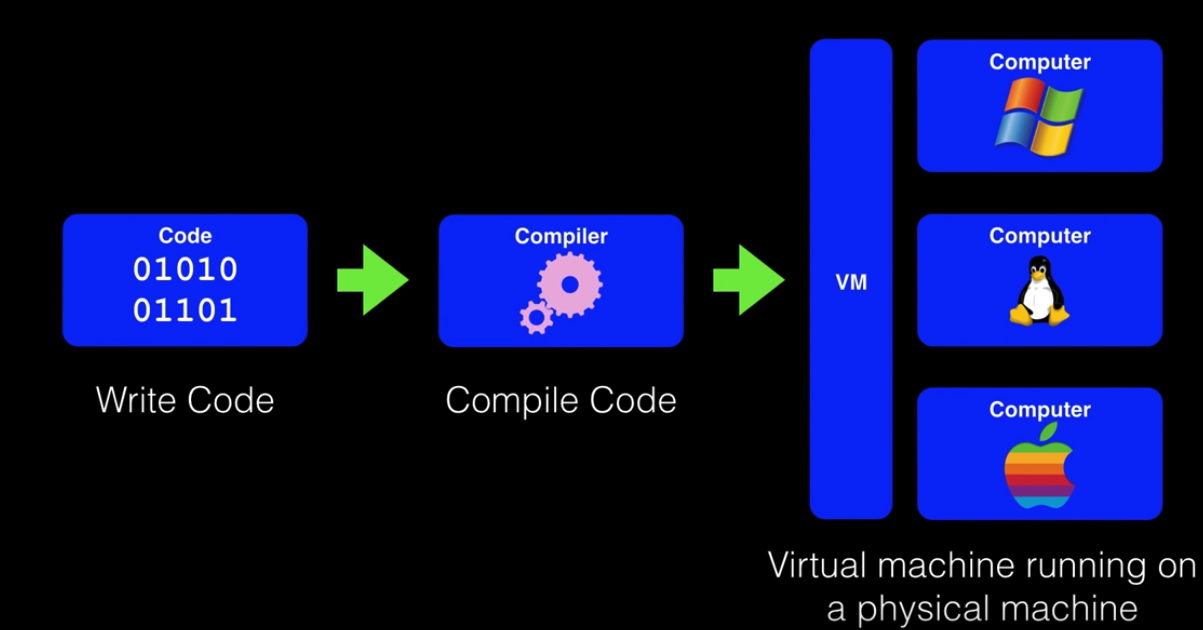 Code
01010
01101
Write Code
Compiler
Compile Code
VM
Computer
Computer
Computer
Virtual machine running on
a physical machine